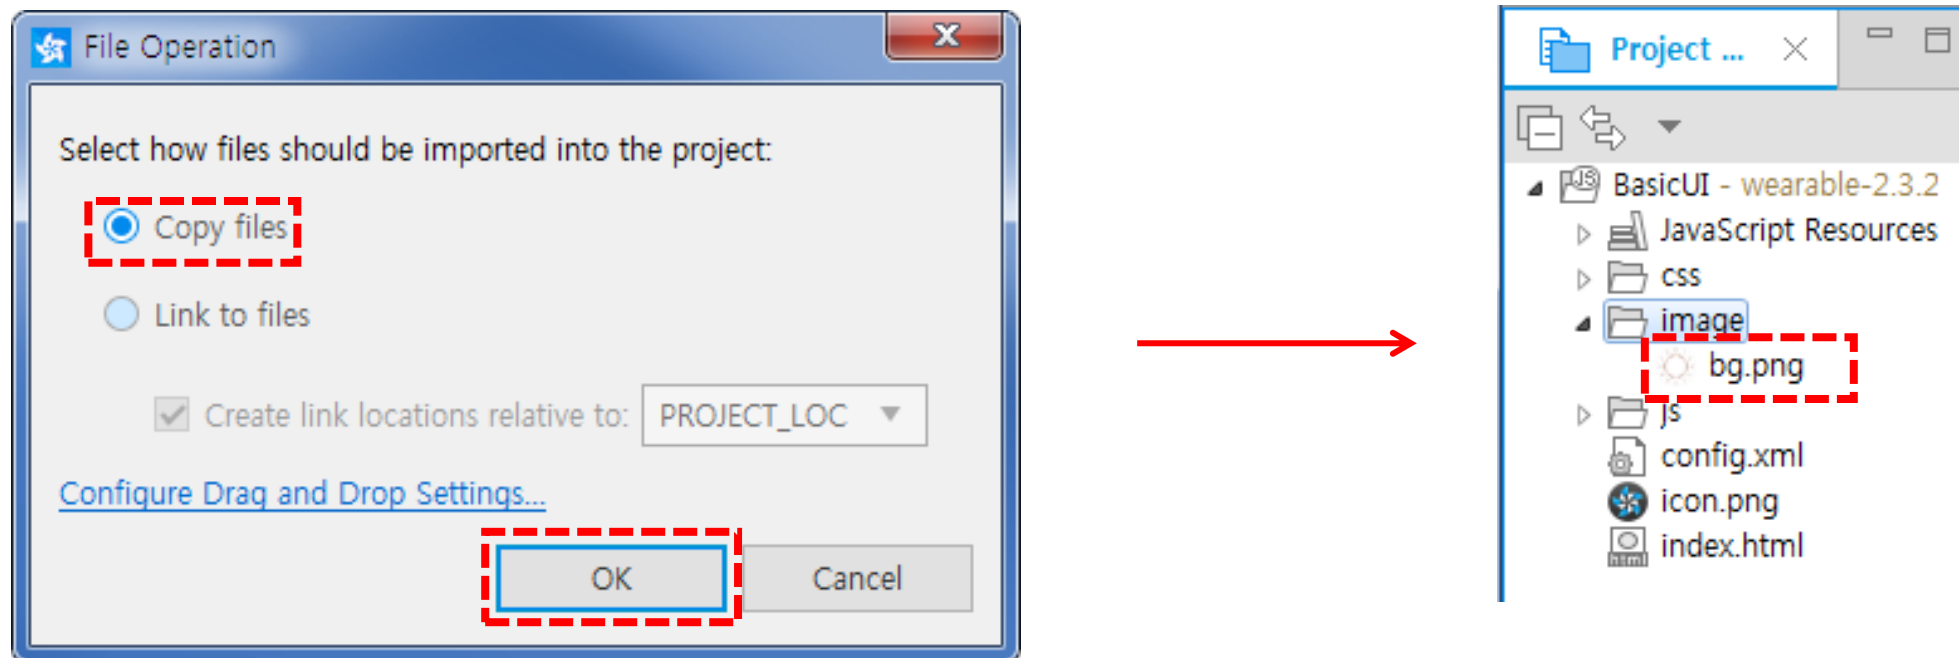 File Operation
Select how files should be imported into the project:
Copy files
Link to files
Create link locations relative to: PROJECT_LOC
Configure Drag and Drop Settings...
OK Cancel
Project ...
BasicUI - wearable-2.3.2
JavaScript Resources
css
image
bg.png
js
config.xml
icon.png
index.html